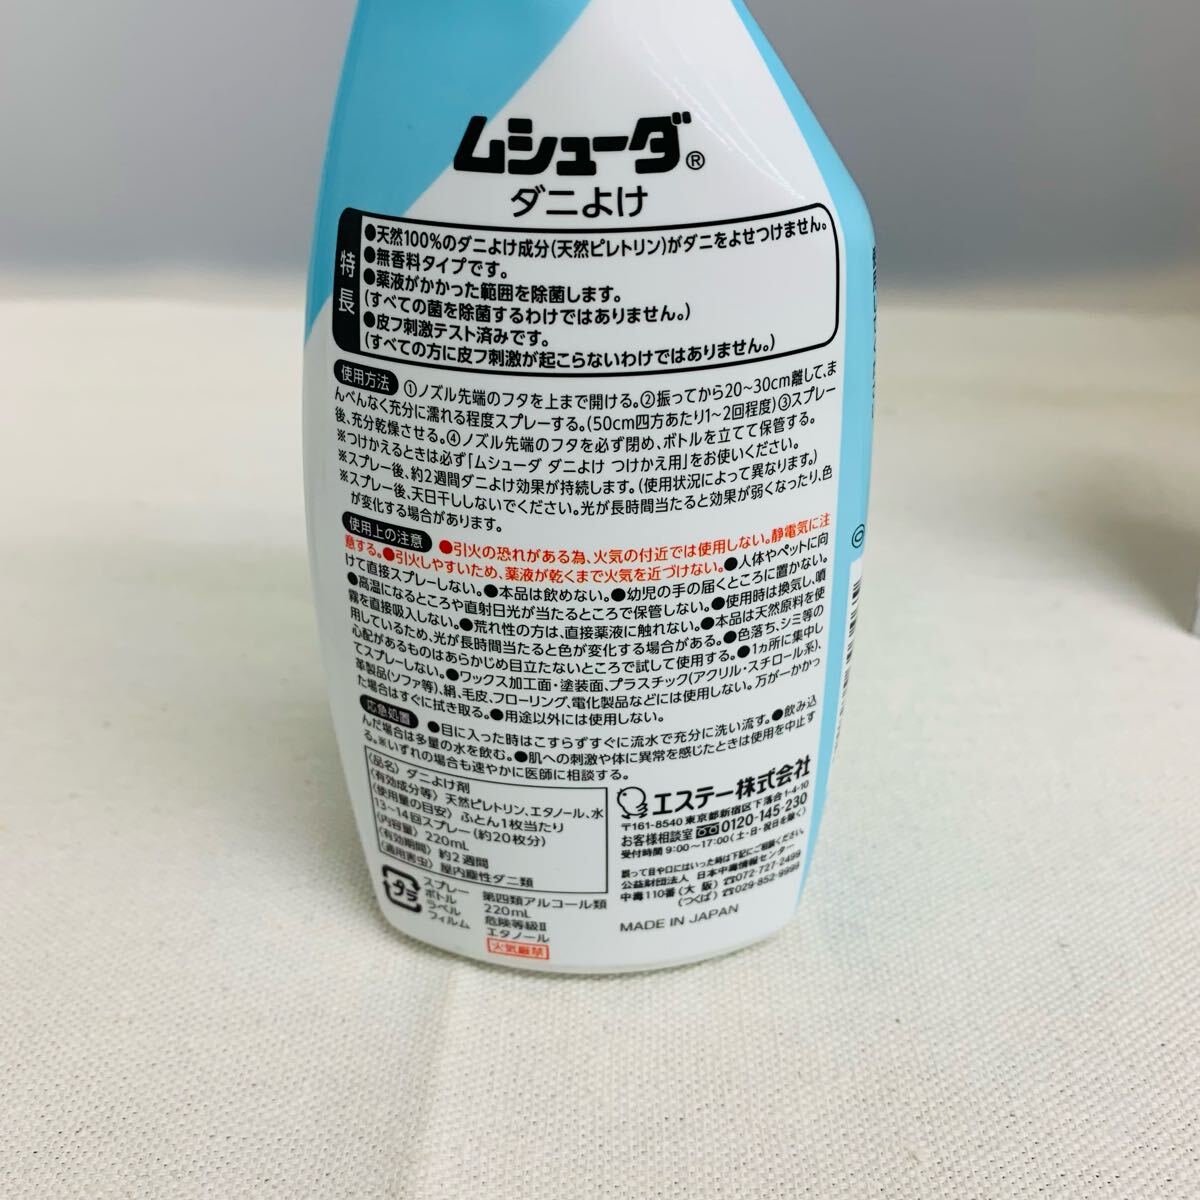 ムシューダ®
ダニよけ
特長
●天然100%のダニよけ成分(天然ピレトリン)がダニをよせつけません。
●無香料タイプです。
●薬液がかかった範囲を除菌します。
(すべての菌を除菌するわけではありません。)
●皮フ刺激テスト済みです。
(すべての方に皮フ刺激が起こらないわけではありません。)
使用方法 ①ノズル先端のフタを上まで開ける。②振ってから20~30cm離して、ま
んべんなく充分に濡れる程度スプレーする。(50cm四方あたり1~2回程度)③スプレー
後、充分乾燥させる。④ノズル先端のフタを必ず閉め、ボトルを立てて保管する。
※つけかえるときは必ず「ムシューダ ダニよけ つけかえ用」をお使いください。
※スプレー後、約2週間ダニよけ効果が持続します。(使用状況によって異なります。)
※スプレー後、天日干ししないでください。光が長時間当たると効果が弱くなったり、色
が変化する場合があります。
使用上の注意 ●引火の恐れがある為、火気の付近では使用しない。静電気に注
意する。●引火しやすいため、薬液が乾くまで火気を近づけない。●人体やペットに向
けて直接スプレーしない。●本品は飲めない。●幼児の手の届くところに置かない。
●高温になるところや直射日光が当たるところで保管しない。●使用時は換気し、噴
霧を直接吸入しない。●荒れ性の方は、直接薬液に触れない。●本品は天然原料を使
用しているため、光が長時間当たると色が変化する場合がある。●色落ち、シミ等の
心配があるものはあらかじめ目立たないところで試して使用する。●1ヵ所に集中し
てスプレーしない。●ワックス加工面・塗装面、プラスチック(アクリル・スチロール系)、
革製品(ソファ等)、絹、毛皮、フローリング、電化製品などには使用しない。万が一かかっ
た場合はすぐに拭き取る。●用途以外には使用しない。
応急処置 ●目に入った時はこすらずすぐに流水で充分に洗い流す。●飲み込
んだ場合は多量の水を飲む。●肌への刺激や体に異常を感じたときは使用を中止す
る。※いずれの場合も速やかに医師に相談する。
〈品名〉ダニよけ剤
〈有効成分等〉天然ピレトリン、エタノール、水
〈使用量の目安〉ふとん1枚当たり
13~14回スプレー(約20枚分)
〈内容量〉220mL
〈有効期間〉約2週間
〈適用害虫〉屋内塵性ダニ類
エステー株式会社
〒161-8540 東京都新宿区下落合1-4-10
お客様相談室 0120-145-230
受付時間 9:00~17:00(土・日・祝日を除く)
誤って目や口にはいった時は下記にご相談ください。
公益財団法人 日本中毒情報センター
中毒110番(大 阪)☎072-727-2499
(つくば)☎029-852-9999
MADE IN JAPAN
プラ
スプレー
ボトル
ラベル
フィルム
第四類アルコール類
220mL
危険等級Ⅱ
エタノール
火気厳禁